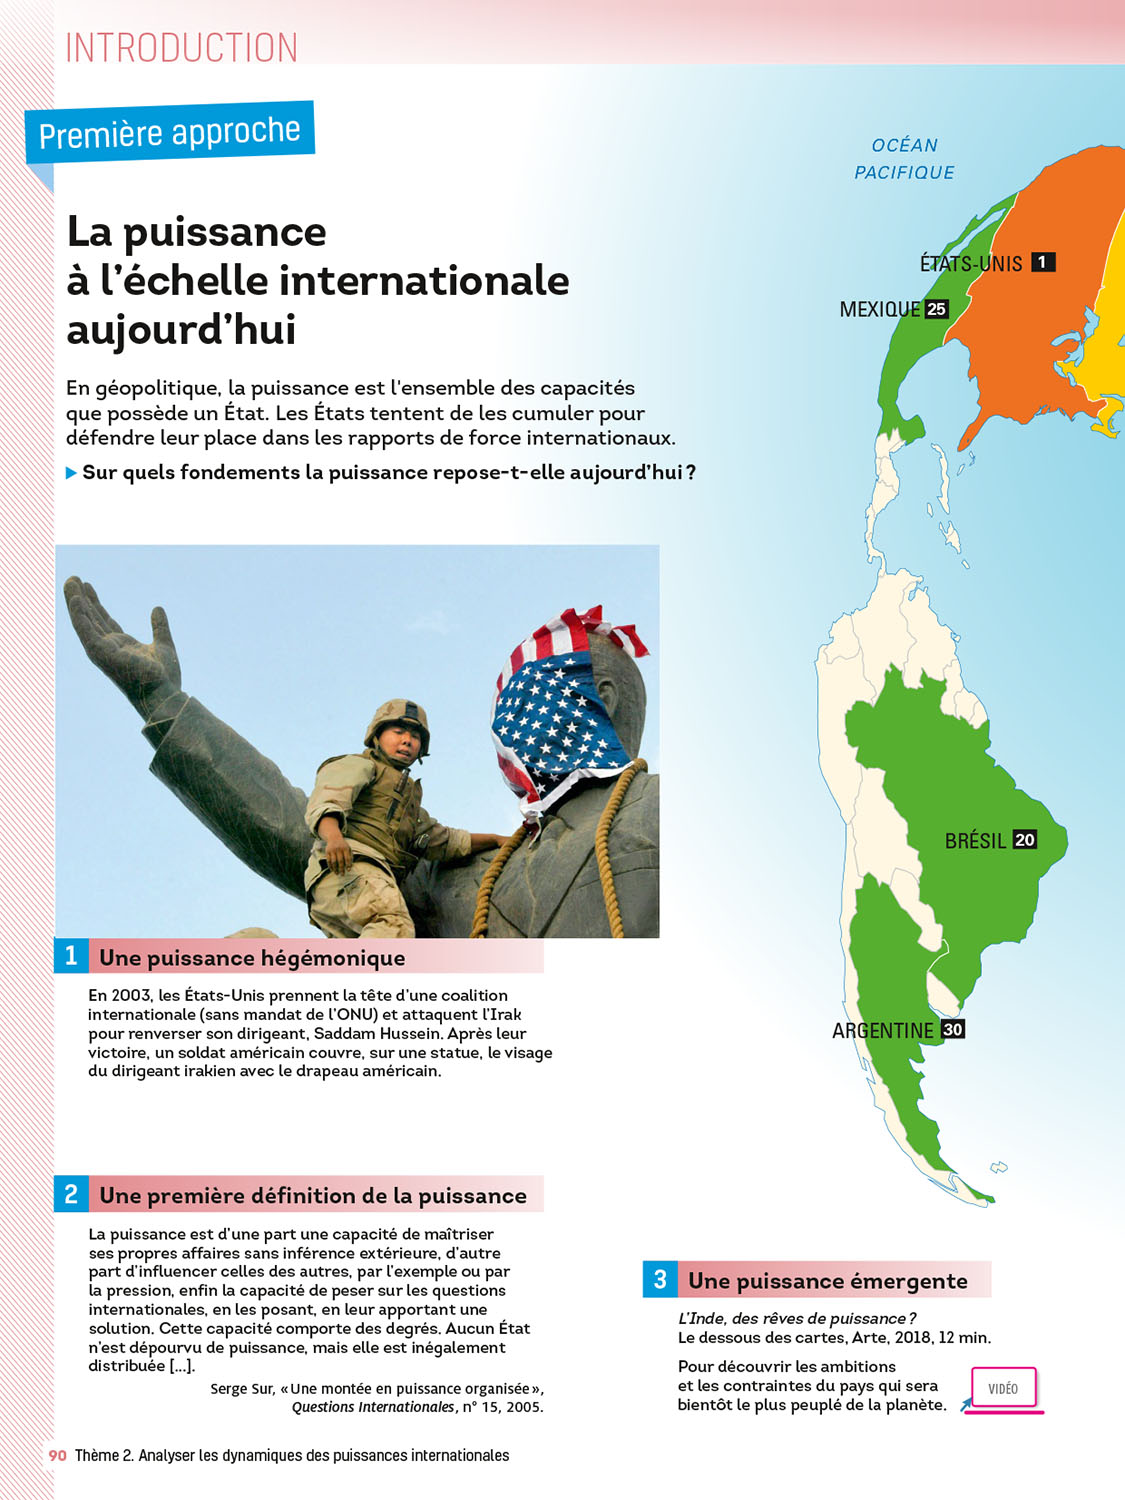 INTRODUCTION
Première approche
La puissance
à l'échelle internationale
aujourd'hui
En géopolitique, la puissance est l'ensemble des capacités
que possède un État. Les États tentent de les cumuler pour
défendre leur place dans les rapports de force internationaux.
▶ Sur quels fondements la puissance repose-t-elle aujourd'hui ?
OCÉAN
PACIFIQUE
ÉTATS-UNIS 1
MEXIQUE 25
BRÉSIL 20
ARGENTINE 30
1 Une puissance hégémonique
En 2003, les États-Unis prennent la tête d'une coalition
internationale (sans mandat de l'ONU) et attaquent l'Irak
pour renverser son dirigeant, Saddam Hussein. Après leur
victoire, un soldat américain couvre, sur une statue, le visage
du dirigeant irakien avec le drapeau américain.
2 Une première définition de la puissance
La puissance est d'une part une capacité de maîtriser
ses propres affaires sans inférence extérieure, d'autre
part d'influencer celles des autres, par l'exemple ou par
la pression, enfin la capacité de peser sur les questions
internationales, en les posant, en leur apportant une
solution. Cette capacité comporte des degrés. Aucun État
n'est dépourvu de puissance, mais elle est inégalement
distribuée [...].
Serge Sur, « Une montée en puissance organisée »,
Questions Internationales, n° 15, 2005.
3 Une puissance émergente
L'Inde, des rêves de puissance ?
Le dessous des cartes, Arte, 2018, 12 min.
Pour découvrir les ambitions
et les contraintes du pays qui sera
bientôt le plus peuplé de la planète.
VIDÉO
90 Thème 2. Analyser les dynamiques des puissances internationales